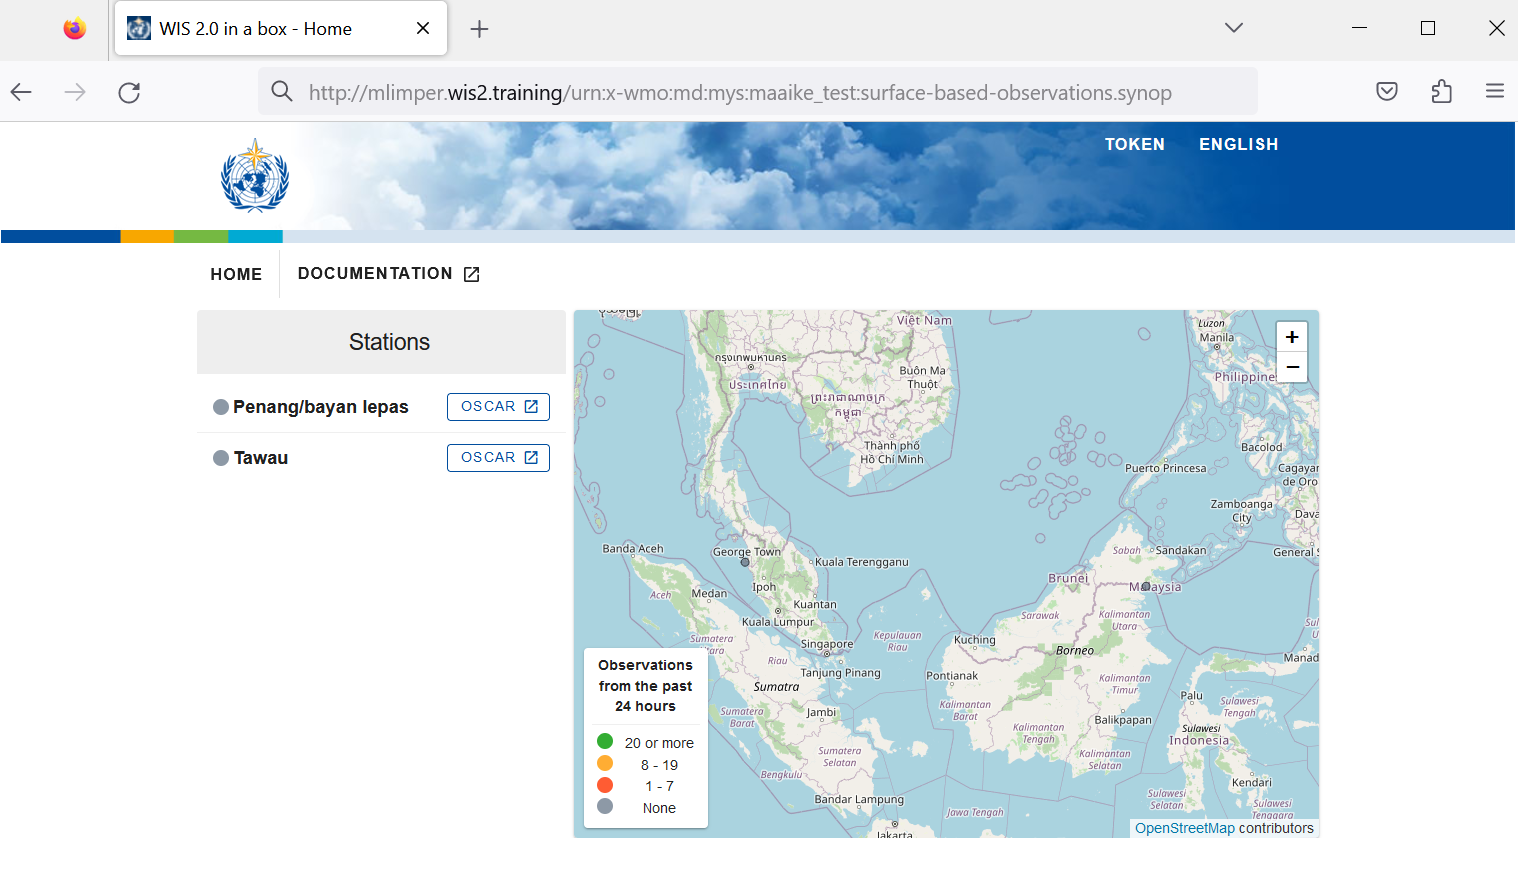 WIS 2.0 in a box - Home
http://mlimper.wis2.training/urn:x-wmo:md:mys:maaike_test:surface-based-observations.synop
TOKEN
ENGLISH
HOME
DOCUMENTATION
Stations
Penang/bayan lepas
OSCAR
Tawau
OSCAR
+
−
Việt Nam
Luzon
Manila
กรุงเทพมหานคร
ประเทศไทย
Buôn Ma
Thuột
Philippine
ព្រះរាជាណាចក្រ
កម្ពុជា
Thành phố
Hồ Chí Minh
Bacolod
Puerto Princesa
Cagayan
de Oro
Zamboanga
City
Dava
General S
Banda Aceh
George Town
Kuala Terengganu
Sabah
Sandakan
Brunei
Malaysia
Ipoh
Aceh
Medan
Kuantan
Kuala Lumpur
Sarawak
Kalimantan
Utara
Sumatera
Utara
Singapore
Kepulauan
Riau
Kuching
Borneo
Manad
Riau
Tanjung Pinang
Pontianak
Kalimantan
Timur
Sumatra
Palu
Sulawesi
Tengah
Jambi
Sumatera
Barat
Kalimantan
Barat
Balikpapan
Kalimantan
Tengah
Sulawesi
Indonesia
Sumatera
Selatan
Kalimantan
Selatan
Bengkulu
Kendari
Bandar Lampung
Sulawesi
Selatan
Sulawesi
Tenggara
Jawa Tengah
Jakarta
Observations
from the past
24 hours
20 or more
8 - 19
1 - 7
None
OpenStreetMap contributors